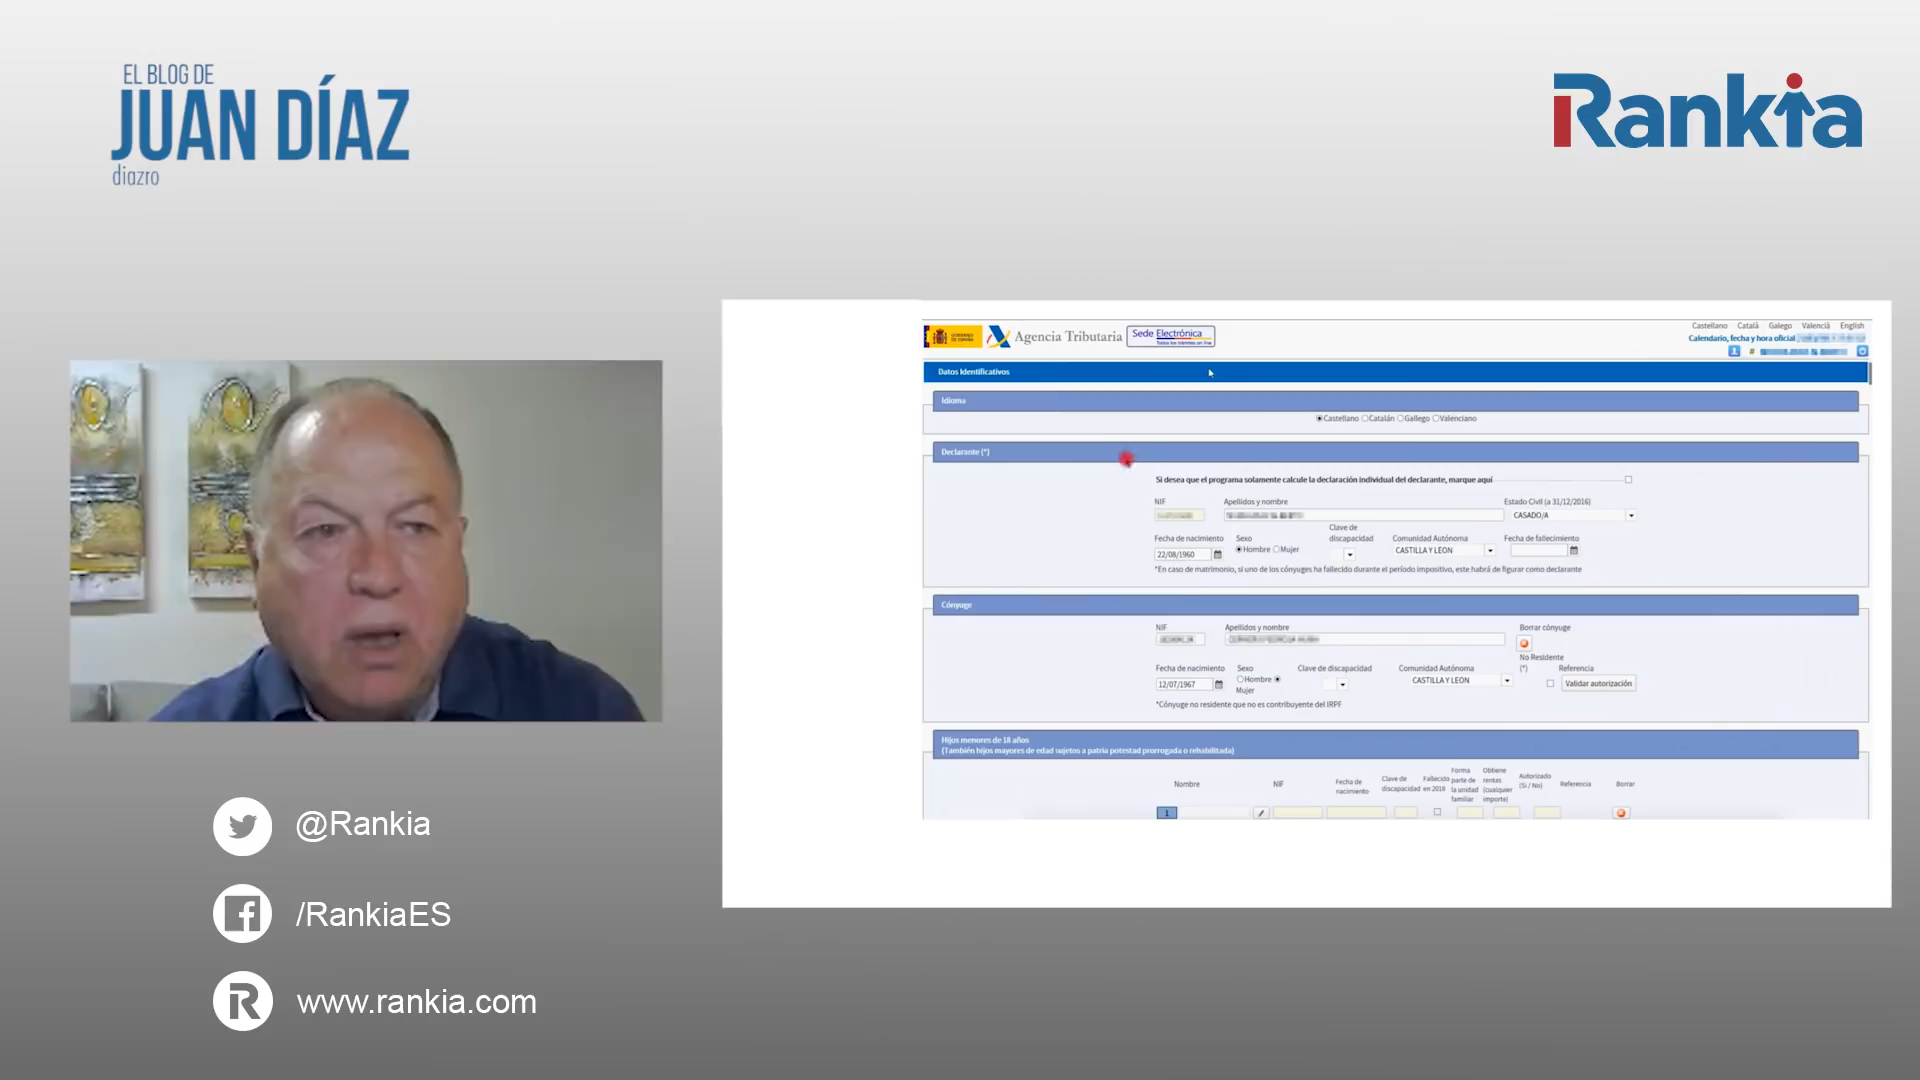 EL BLOG DE
JUAN DÍAZ
diazro
Rankia
GOBIERNO DE ESPAÑA
Agencia Tributaria
Sede Electrónica
Todos los trámites on line
Castellano Català Galego Valencià English
Calendario, fecha y hora oficial
Datos Identificativos
Idioma
Castellano Catalán Gallego Valenciano
Declarante (*)
Si desea que el programa solamente calcule la declaración individual del declarante, marque aquí
NIF Apellidos y nombre Estado Civil (a 31/12/2016)
CASADO/A
Fecha de nacimiento Sexo Clave de discapacidad Comunidad Autónoma Fecha de fallecimiento
22/08/1960 Hombre Mujer CASTILLA Y LEON
*En caso de matrimonio, si uno de los cónyuges ha fallecido durante el período impositivo, este habrá de figurar como declarante
Cónyuge
NIF Apellidos y nombre Borrar cónyuge
Fecha de nacimiento Sexo Clave de discapacidad Comunidad Autónoma No Residente (*) Referencia
12/07/1967 Hombre Mujer CASTILLA Y LEON Validar autorización
*Cónyuge no residente que no es contribuyente del IRPF
Hijos menores de 18 años
(También hijos mayores de edad sujetos a patria potestad prorrogada o rehabilitada)
Nombre NIF Fecha de nacimiento Clave de discapacidad Fallecido en 2016 Forma parte de la unidad familiar Obtiene rentas (cualquier importe) Autorizado (Si / No) Referencia Borrar
1
@Rankia
/RankiaES
www.rankia.com